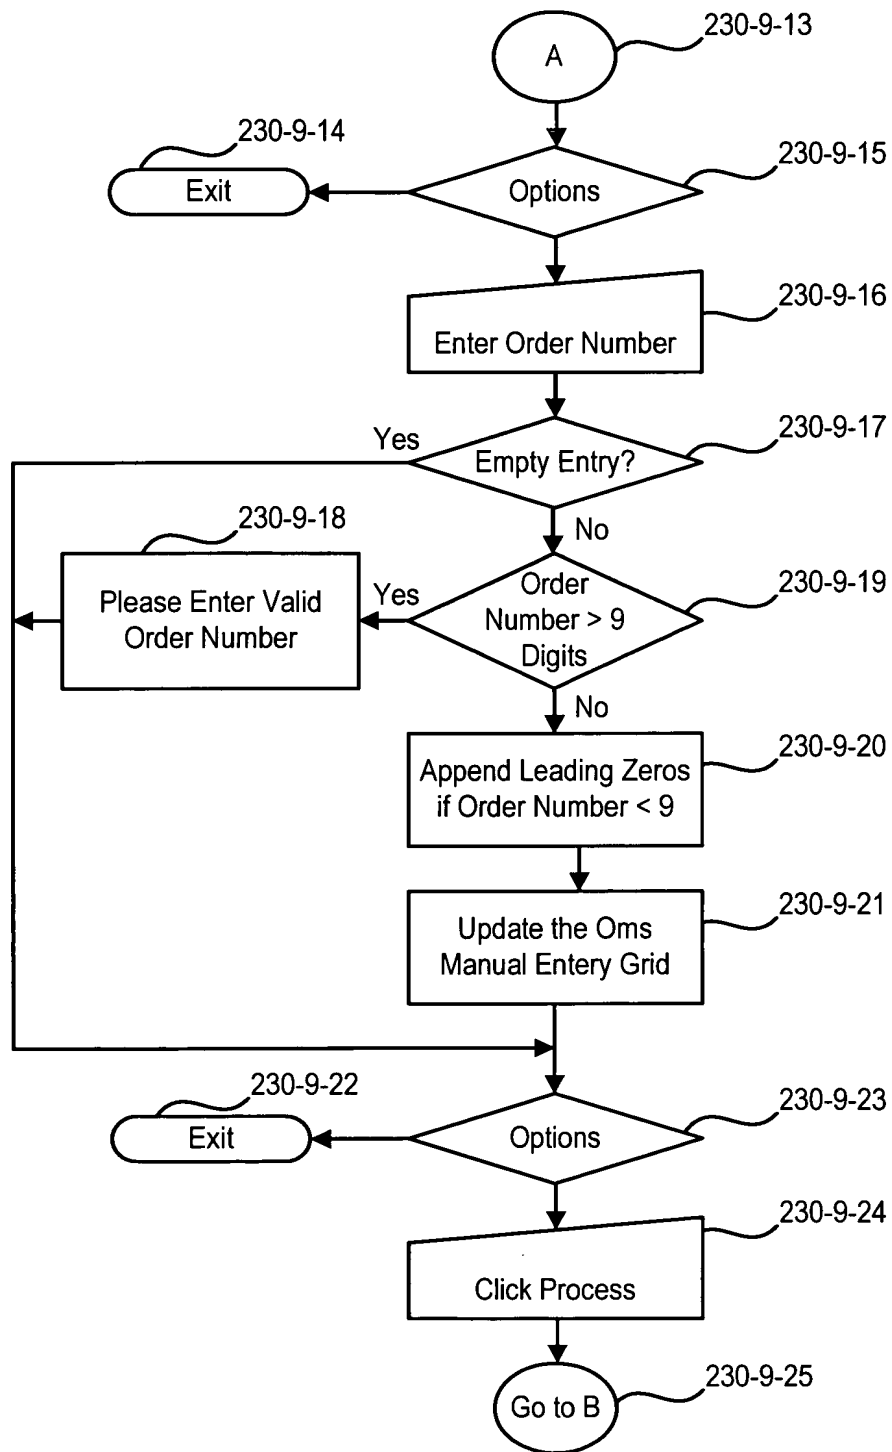 230-9-13
A
230-9-14
Exit
230-9-15
Options
230-9-16
Enter Order Number
230-9-17
Yes
Empty Entry?
No
230-9-18
Please Enter Valid
Order Number
Yes
230-9-19
Order
Number > 9
Digits
No
230-9-20
Append Leading Zeros
if Order Number < 9
230-9-21
Update the Oms
Manual Entery Grid
230-9-22
Exit
230-9-23
Options
230-9-24
Click Process
230-9-25
Go to B